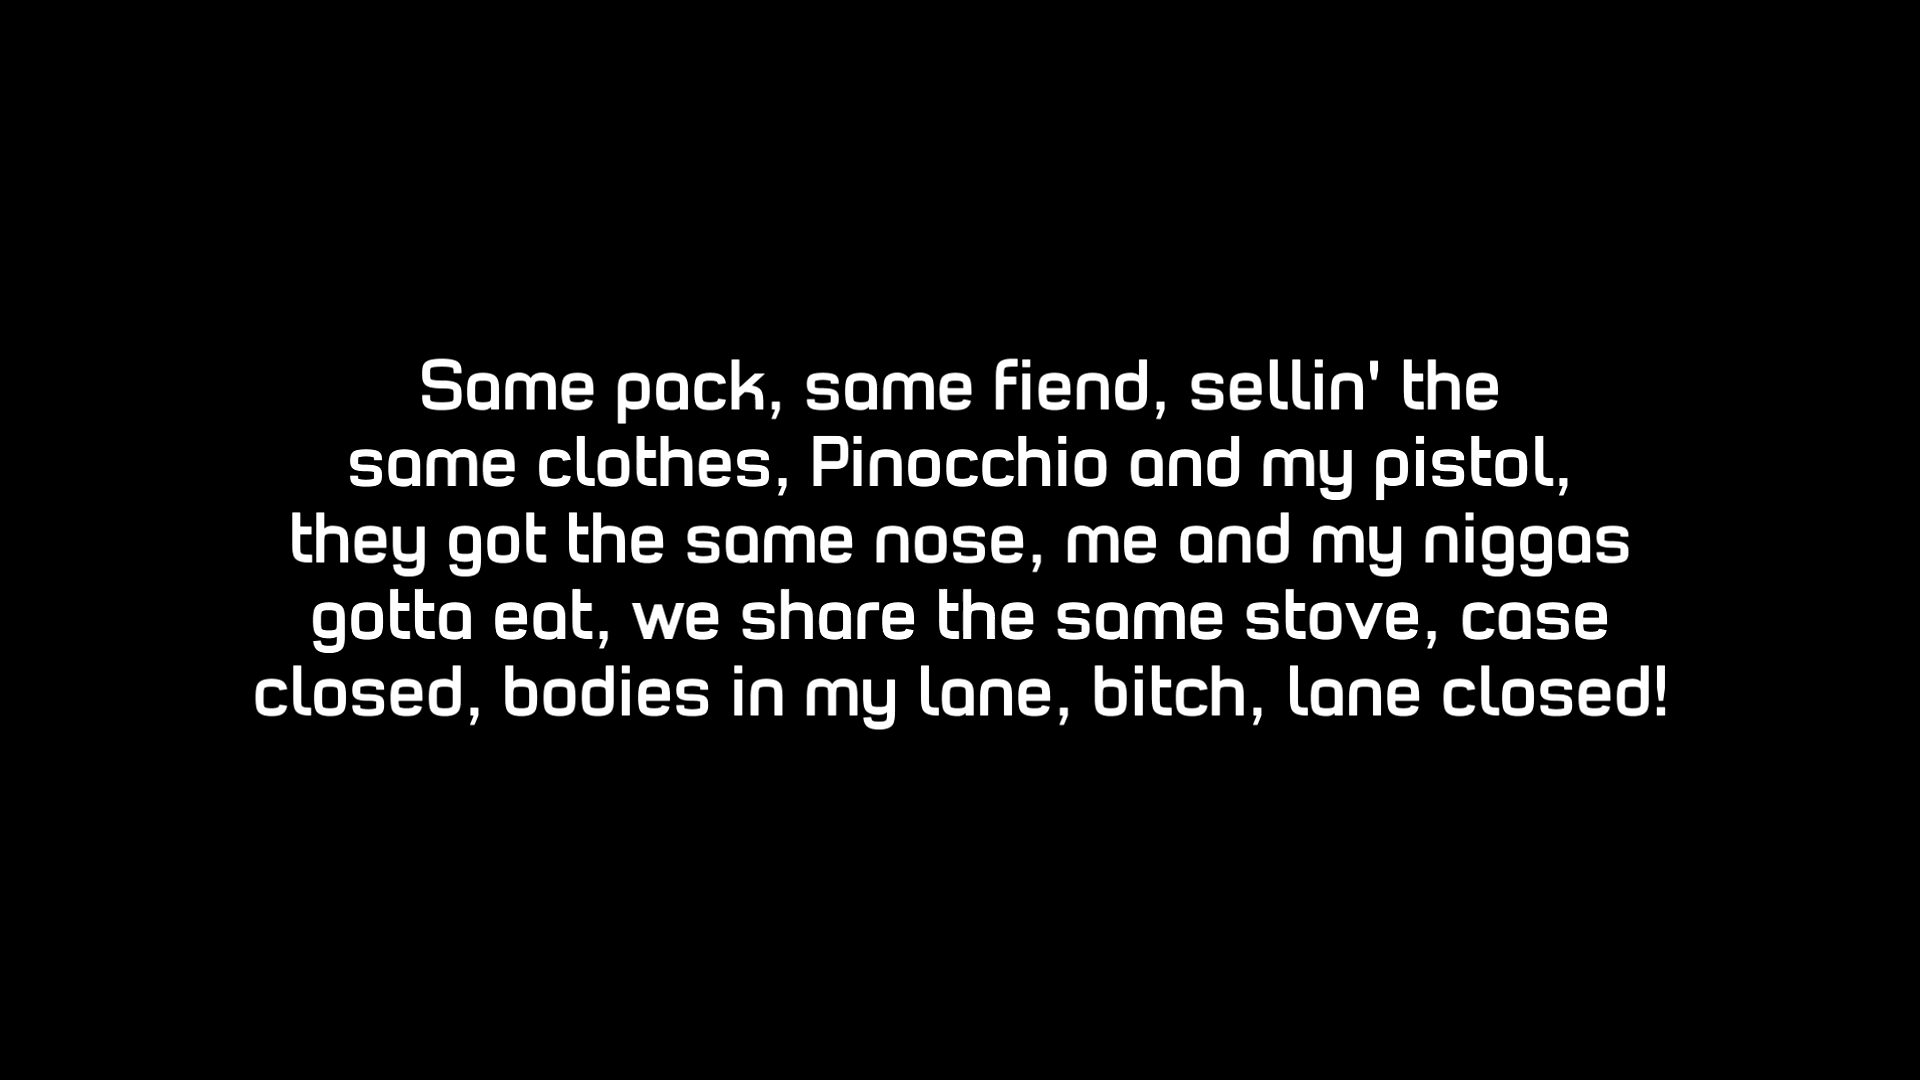 Same pack, same fiend, sellin' the
same clothes, Pinocchio and my pistol,
they got the same nose, me and my niggas
gotta eat, we share the same stove, case
closed, bodies in my lane, bitch, lane closed!